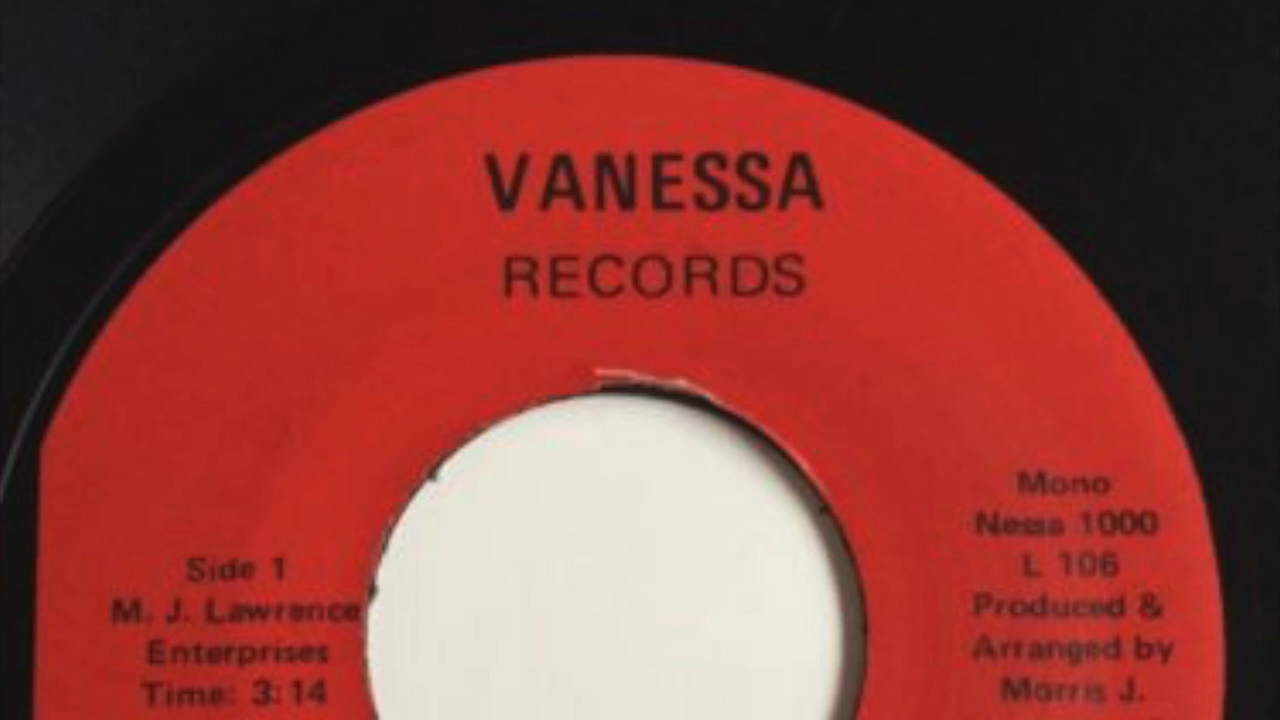 VANESSA
RECORDS
Side 1
M. J. Lawrence
Enterprises
Time: 3:14
Mono
Nessa 1000
L 106
Produced &
Arranged by
Morris J.